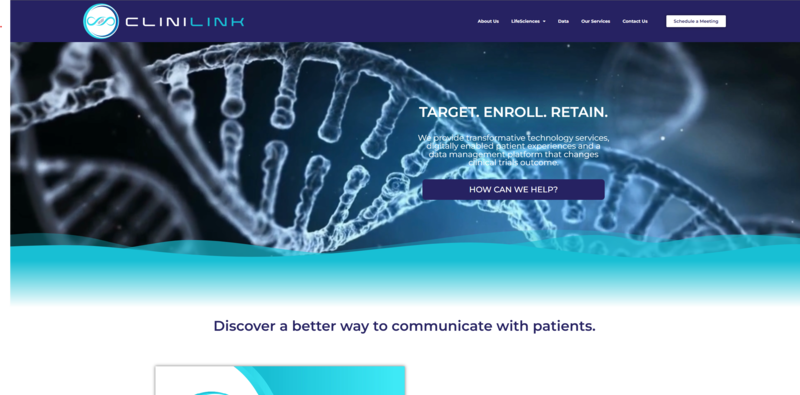 CLINILINK
About Us
LifeSciences
Data
Our Services
Contact Us
Schedule a Meeting
TARGET. ENROLL. RETAIN.
We provide transformative technology services,
digitally enabled patient experiences and a
data management platform that changes
clinical trials outcome.
HOW CAN WE HELP?
Discover a better way to communicate with patients.